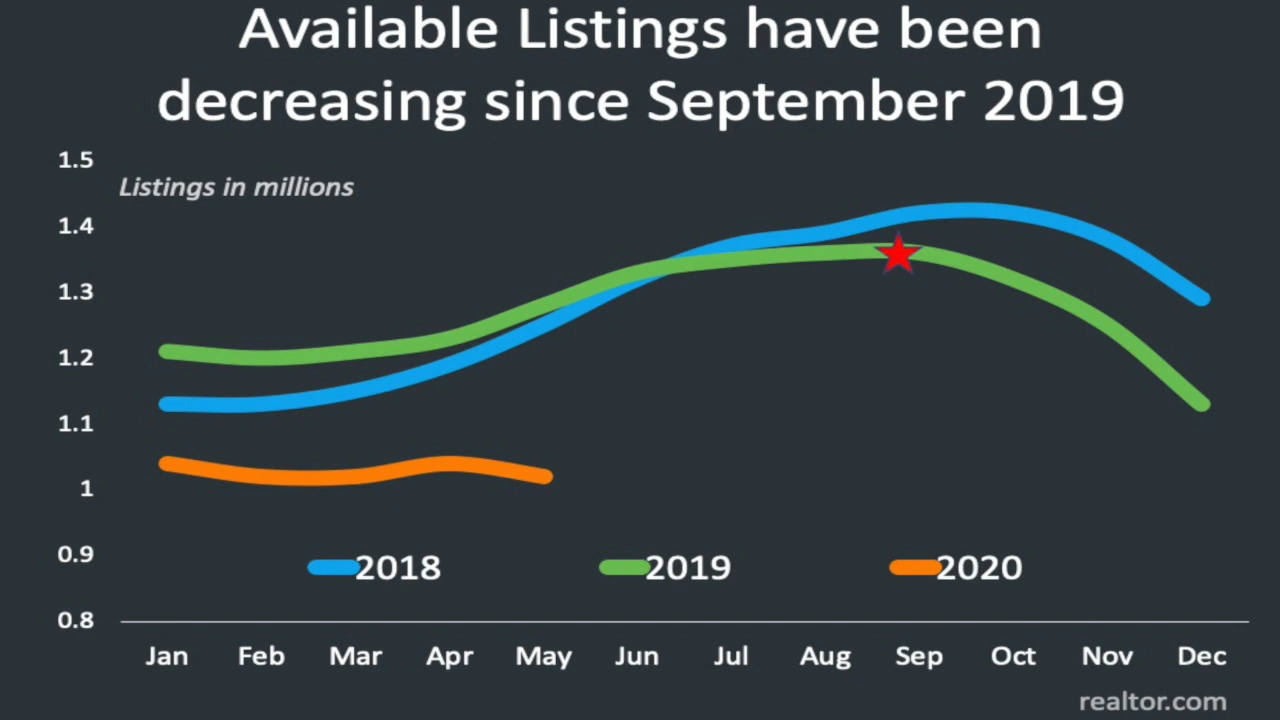 Available Listings have been
decreasing since September 2019
1.5
Listings in millions
1.4
1.3
1.2
1.1
1
0.9
2018 2019 2020
0.8
Jan Feb Mar Apr May Jun Jul Aug Sep Oct Nov Dec
realtor.com